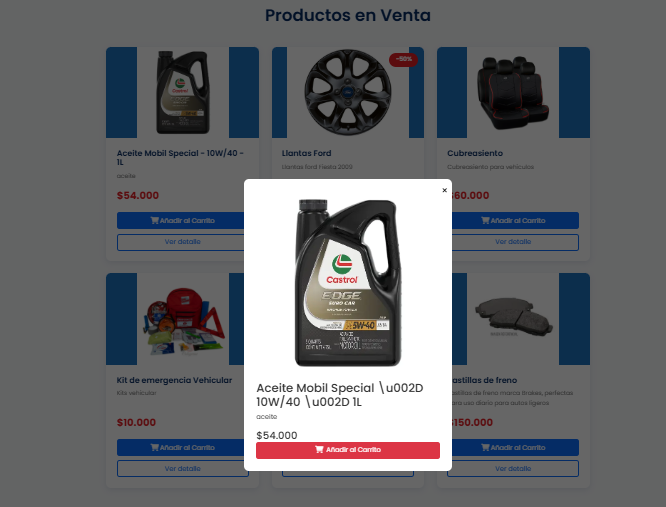 Productos en Venta
-50%
Aceite Mobil Special - 10W/40 -
1L
aceite
$54.000
Añadir al Carrito
Ver detalle
Llantas Ford
Llantas ford Fiesta 2009
Cubreasiento
Cubreasiento para vehículos
$60.000
Añadir al Carrito
Ver detalle
×
Castrol
EDGE
EURO CAR
5W-40
Aceite Mobil Special \u002D
10W/40 \u002D 1L
aceite
$54.000
Añadir al Carrito
Kit de emergencia Vehicular
Kits vehicular
$10.000
Añadir al Carrito
Ver detalle
astillas de freno
astillas de freno marca Brakes, perfectas
ara uso diario para autos ligeros
$150.000
Añadir al Carrito
Ver detalle